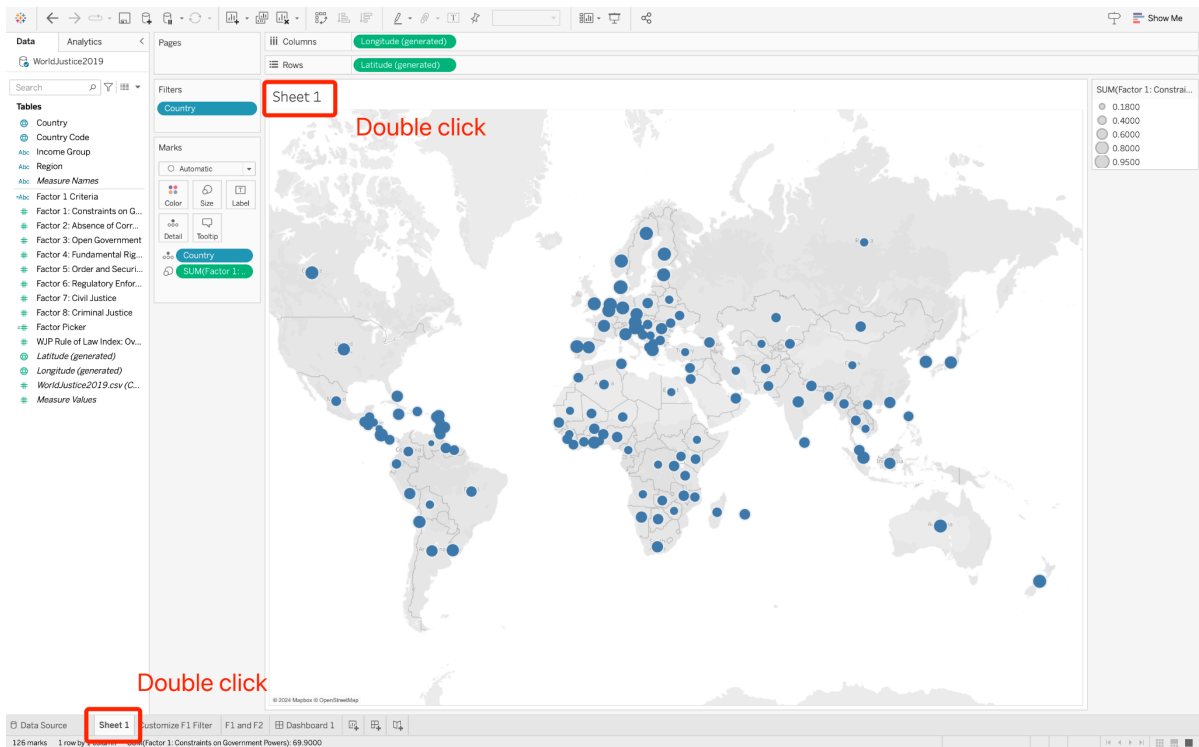 Show Me
Data
Analytics
Pages
Columns
Longitude (generated)
WorldJustice2019
Rows
Latitude (generated)
Search
Filters
Country
Sheet 1
Double click
SUM(Factor 1: Constrai...
0.1800
0.4000
0.6000
0.8000
0.9500
Tables
Country
Country Code
Abc Income Group
Abc Region
Abc Measure Names
Abc Factor 1 Criteria
# Factor 1: Constraints on G...
# Factor 2: Absence of Corr...
# Factor 3: Open Government
# Factor 4: Fundamental Rig...
# Factor 5: Order and Securi...
# Factor 6: Regulatory Enfor...
# Factor 7: Civil Justice
# Factor 8: Criminal Justice
# Factor Picker
# WJP Rule of Law Index: Ov...
Latitude (generated)
Longitude (generated)
# WorldJustice2019.csv (C...
# Measure Values
Marks
Automatic
Color
Size
Label
Detail
Tooltip
Country
SUM(Factor 1: ..
Double click
© 2024 Mapbox © OpenStreetMap
Data Source
Sheet 1
Customize F1 Filter
F1 and F2
Dashboard 1
126 marks
1 row by 1 column
SUM(Factor 1: Constraints on Government Powers): 69.9000